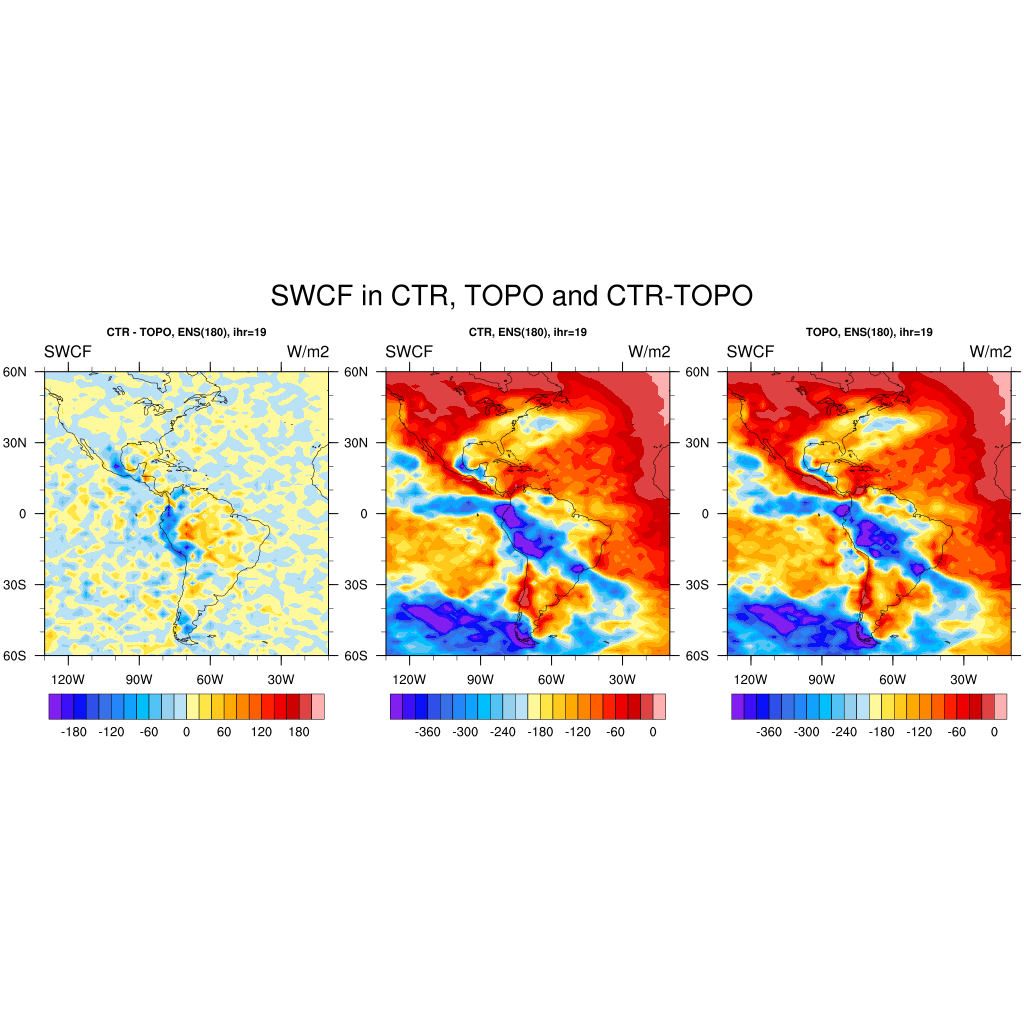 SWCF in CTR, TOPO and CTR-TOPO
CTR - TOPO, ENS(180), ihr=19
SWCF W/m2
60N
30N
0
30S
60S
120W 90W 60W 30W
-180 -120 -60 0 60 120 180
CTR, ENS(180), ihr=19
SWCF W/m2
60N
30N
0
30S
60S
120W 90W 60W 30W
-360 -300 -240 -180 -120 -60 0
TOPO, ENS(180), ihr=19
SWCF W/m2
60N
30N
0
30S
60S
120W 90W 60W 30W
-360 -300 -240 -180 -120 -60 0